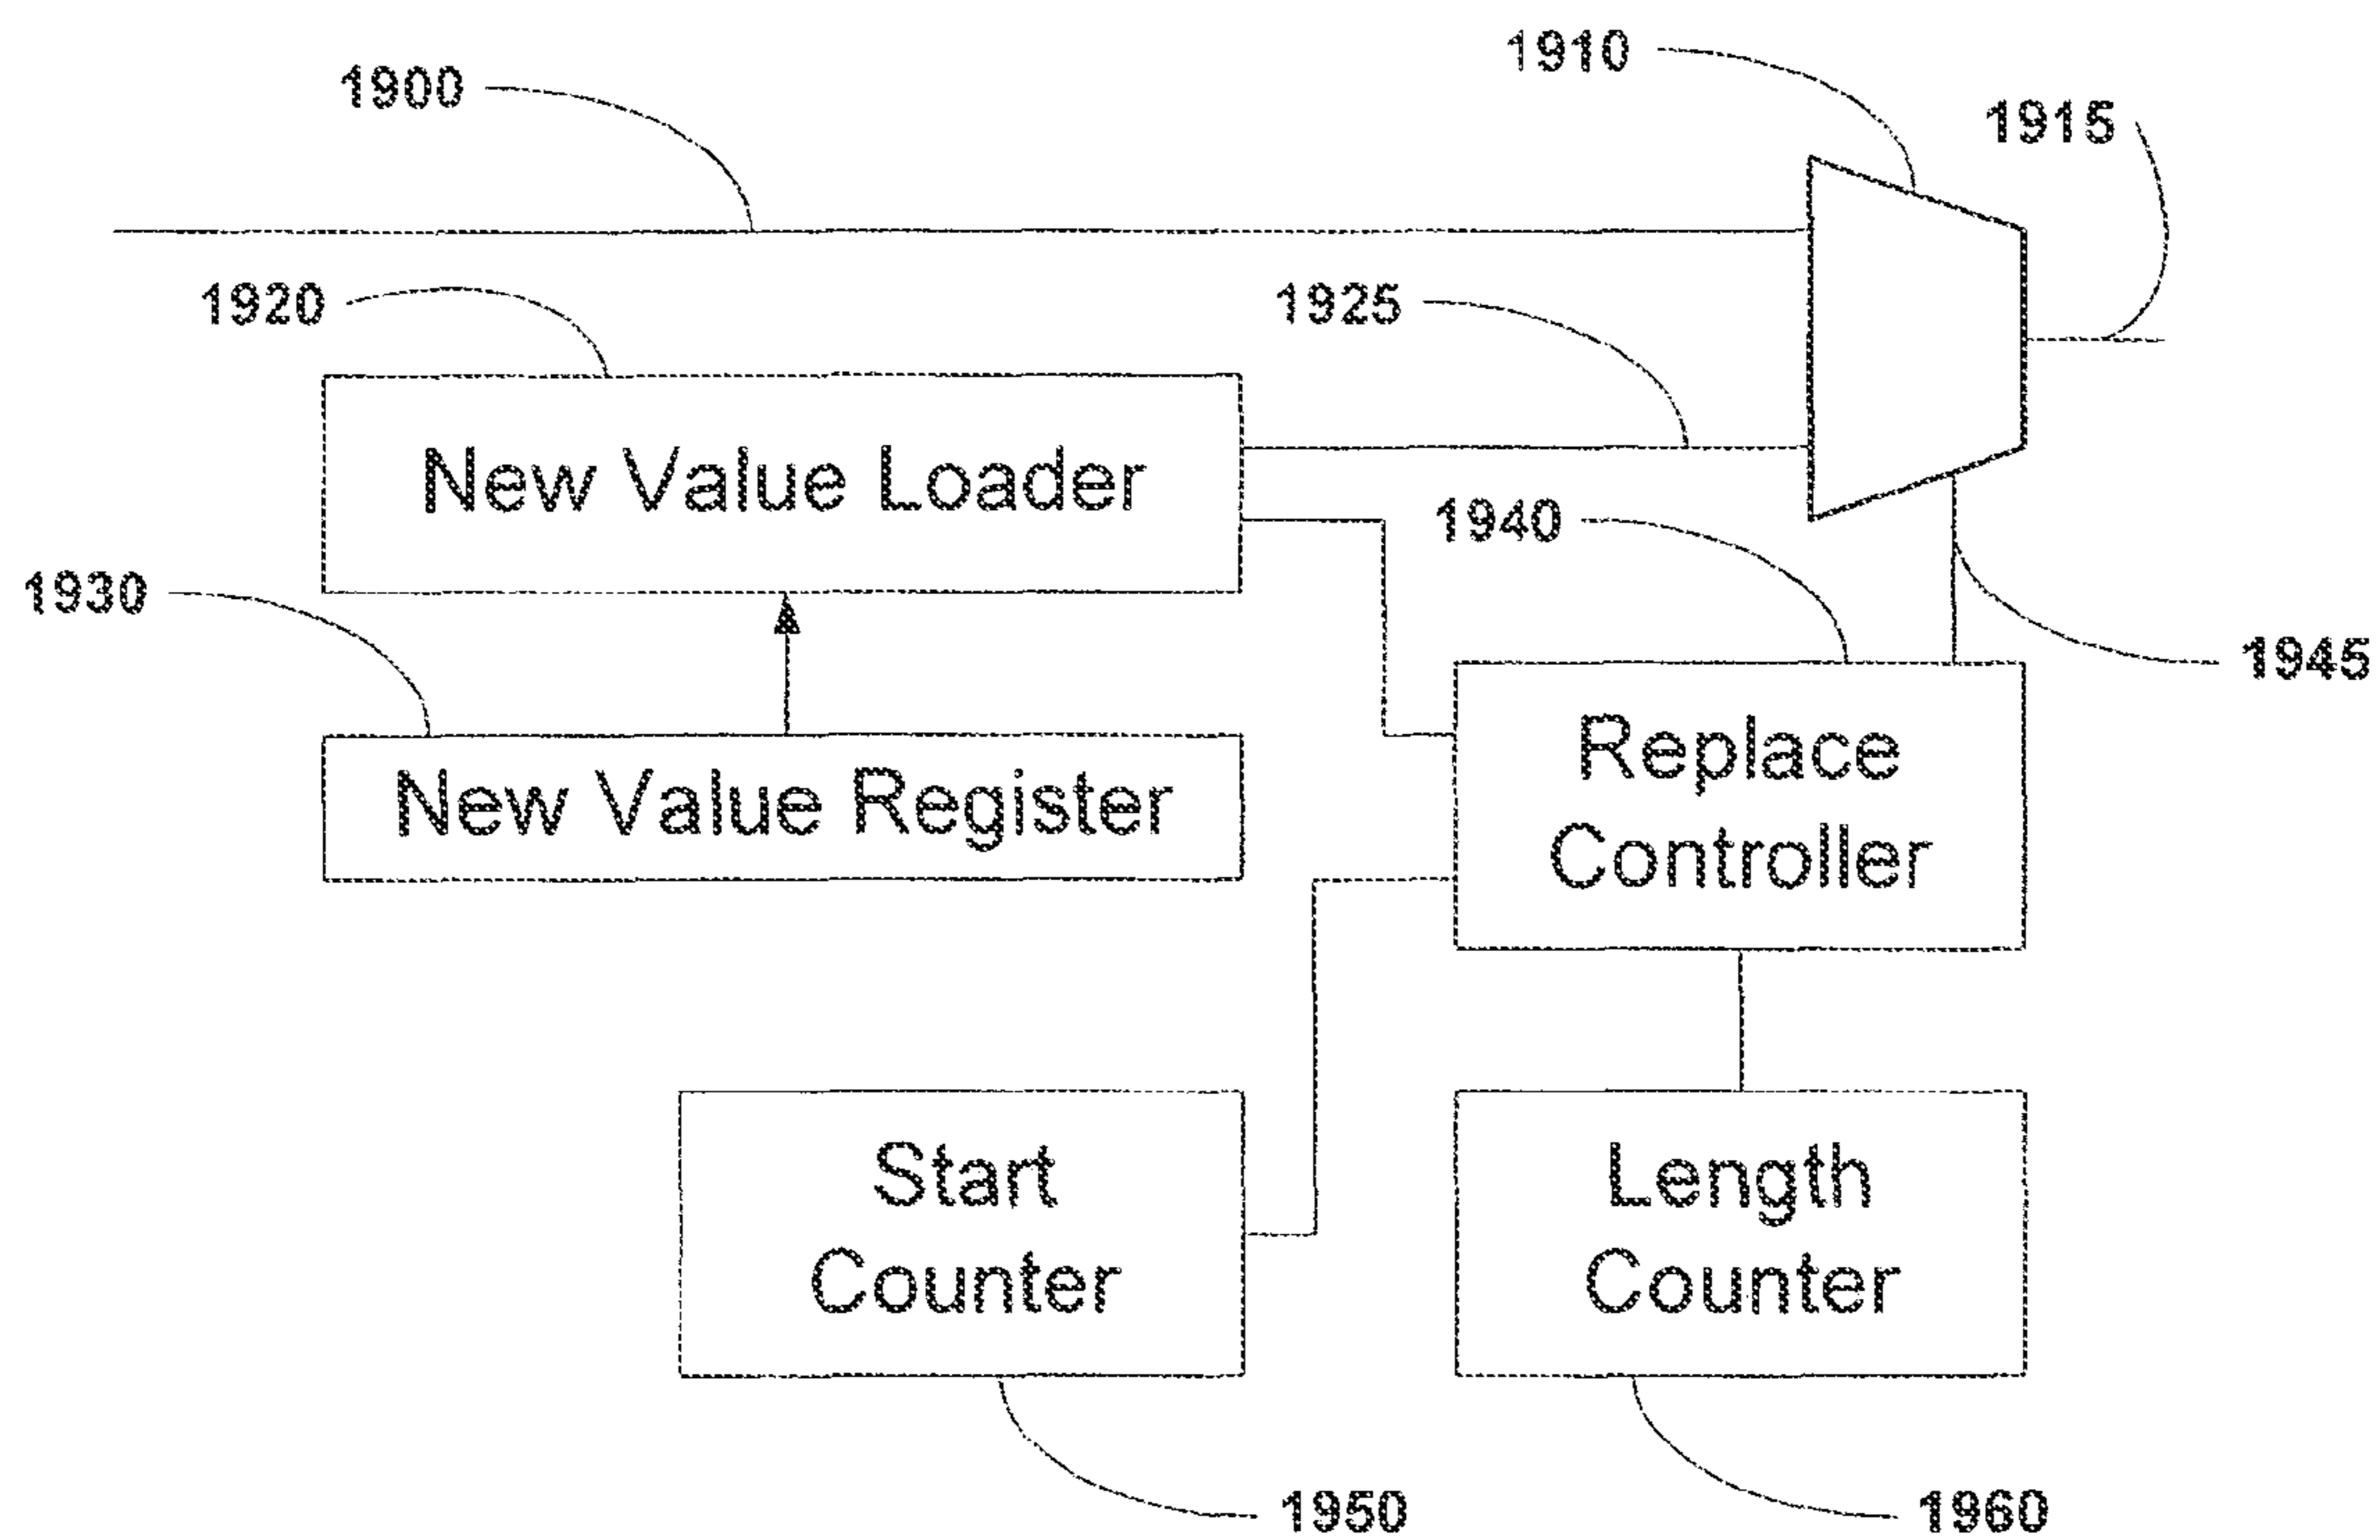 1910
1900
1915
1920
1925
New Value Loader
1940
1930
1945
Replace
Controller
New Value Register
Start
Counter
Length
Counter
1950
1960